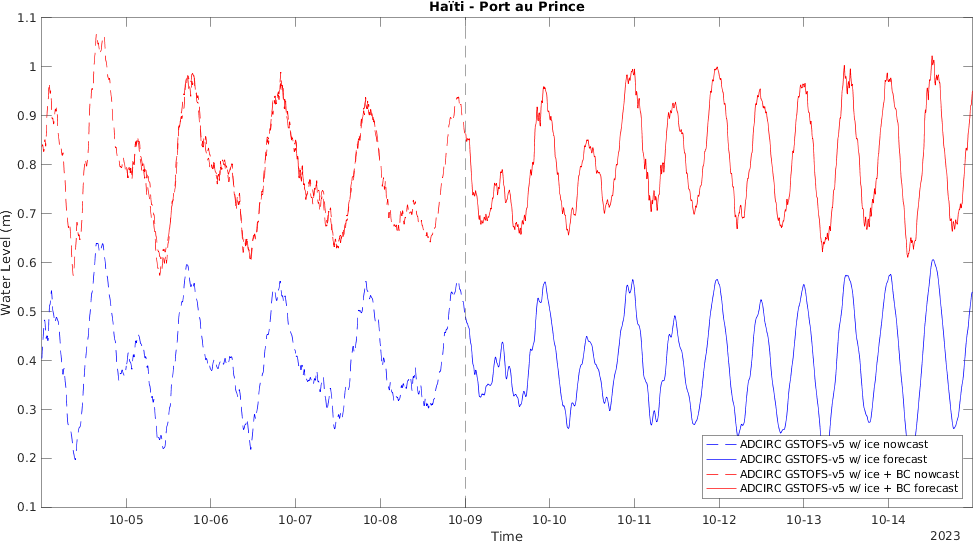 Haïti - Port au Prince
Water Level (m)
1.1
1
0.9
0.8
0.7
0.6
0.5
0.4
0.3
0.2
0.1
ADCIRC GSTOFS-v5 w/ ice nowcast
ADCIRC GSTOFS-v5 w/ ice forecast
ADCIRC GSTOFS-v5 w/ ice + BC nowcast
ADCIRC GSTOFS-v5 w/ ice + BC forecast
10-05 10-06 10-07 10-08 10-09 10-10 10-11 10-12 10-13 10-14
Time
2023